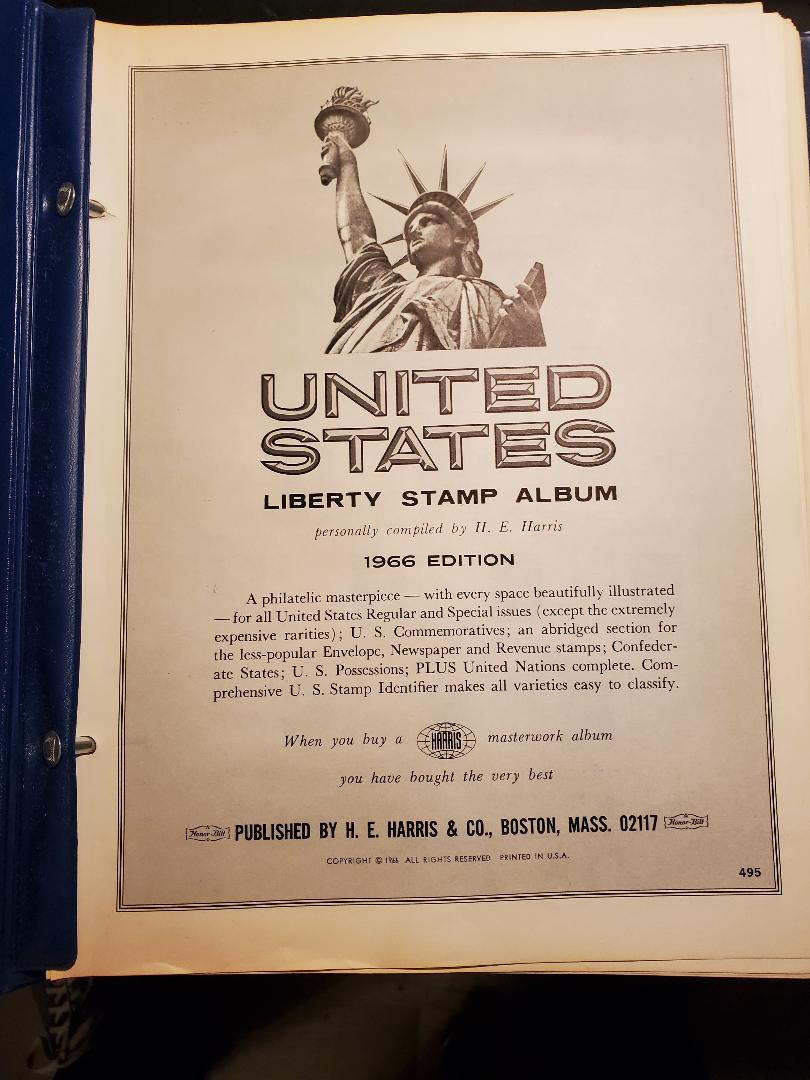 UNITED
STATES
LIBERTY STAMP ALBUM
personally compiled by H. E. Harris
1966 EDITION
A philatelic masterpiece — with every space beautifully illustrated
— for all United States Regular and Special issues (except the extremely
expensive rarities); U. S. Commemoratives; an abridged section for
the less-popular Envelope, Newspaper and Revenue stamps; Confeder-
ate States; U. S. Possessions; PLUS United Nations complete. Com-
prehensive U. S. Stamp Identifier makes all varieties easy to classify.
When you buy a HARRIS masterwork album
you have bought the very best
Honor-Bilt PUBLISHED BY H. E. HARRIS & CO., BOSTON, MASS. 02117 Honor-Bilt
COPYRIGHT © 1966 ALL RIGHTS RESERVED PRINTED IN U.S.A.
495